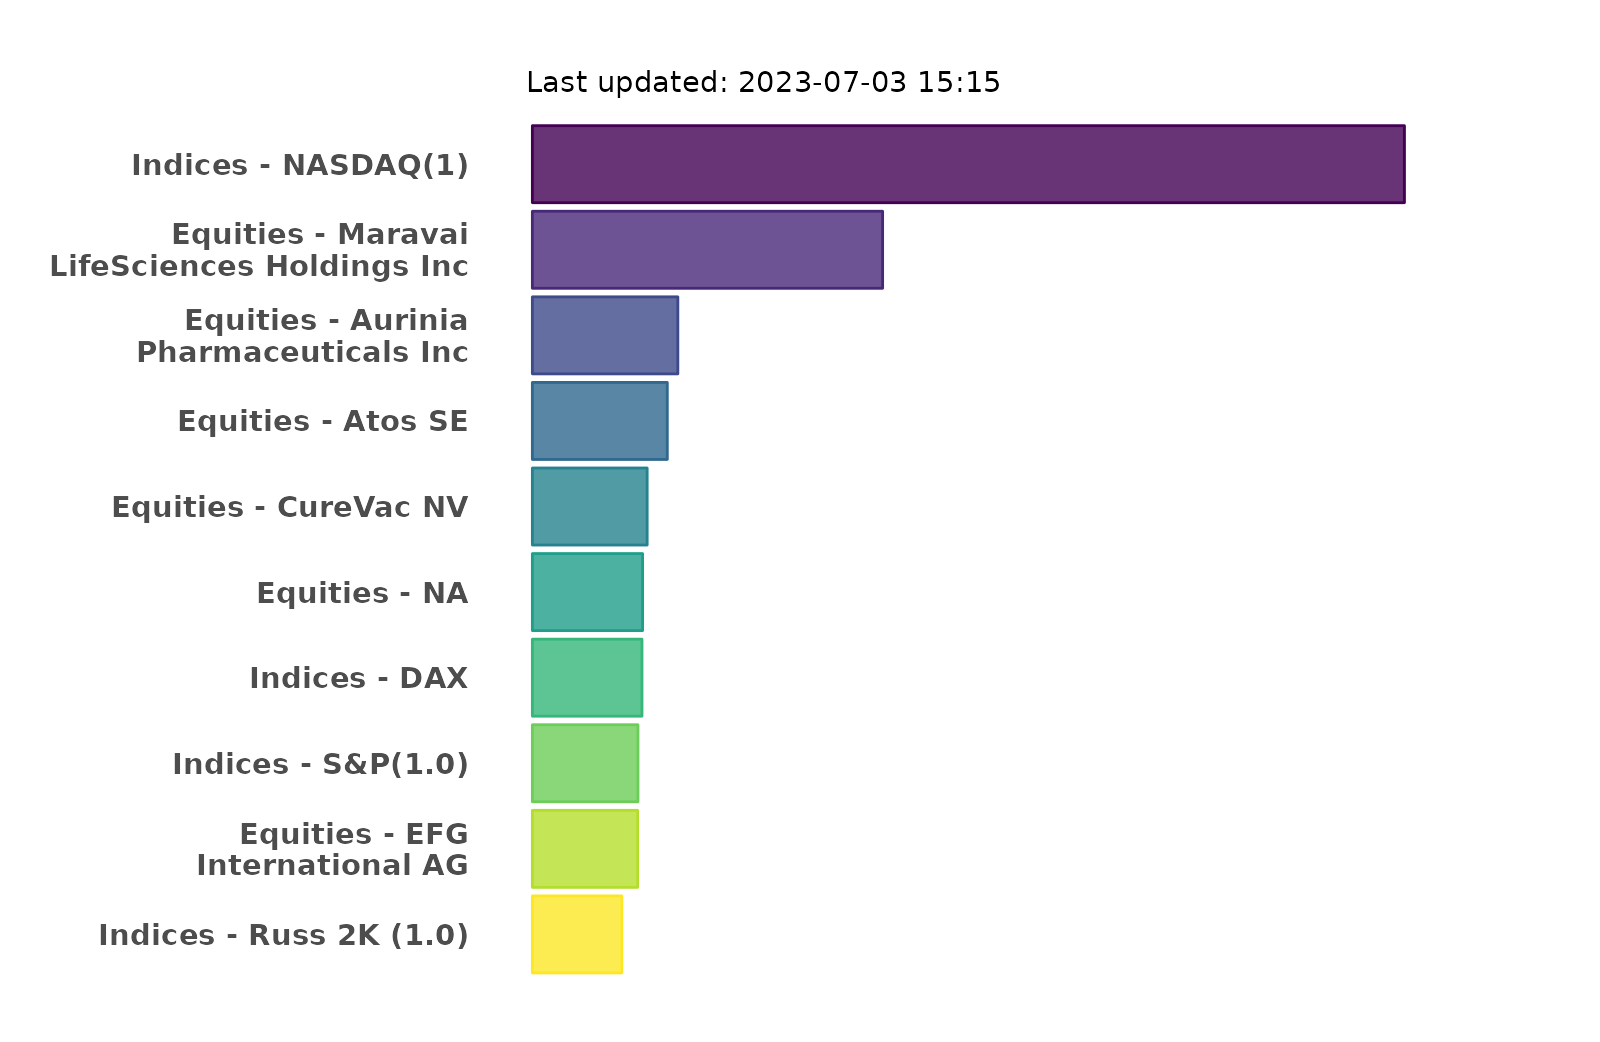 Last updated: 2023-07-03 15:15
Indices - NASDAQ(1)
Equities - Maravai
LifeSciences Holdings Inc
Equities - Aurinia
Pharmaceuticals Inc
Equities - Atos SE
Equities - CureVac NV
Equities - NA
Indices - DAX
Indices - S&P(1.0)
Equities - EFG
International AG
Indices - Russ 2K (1.0)